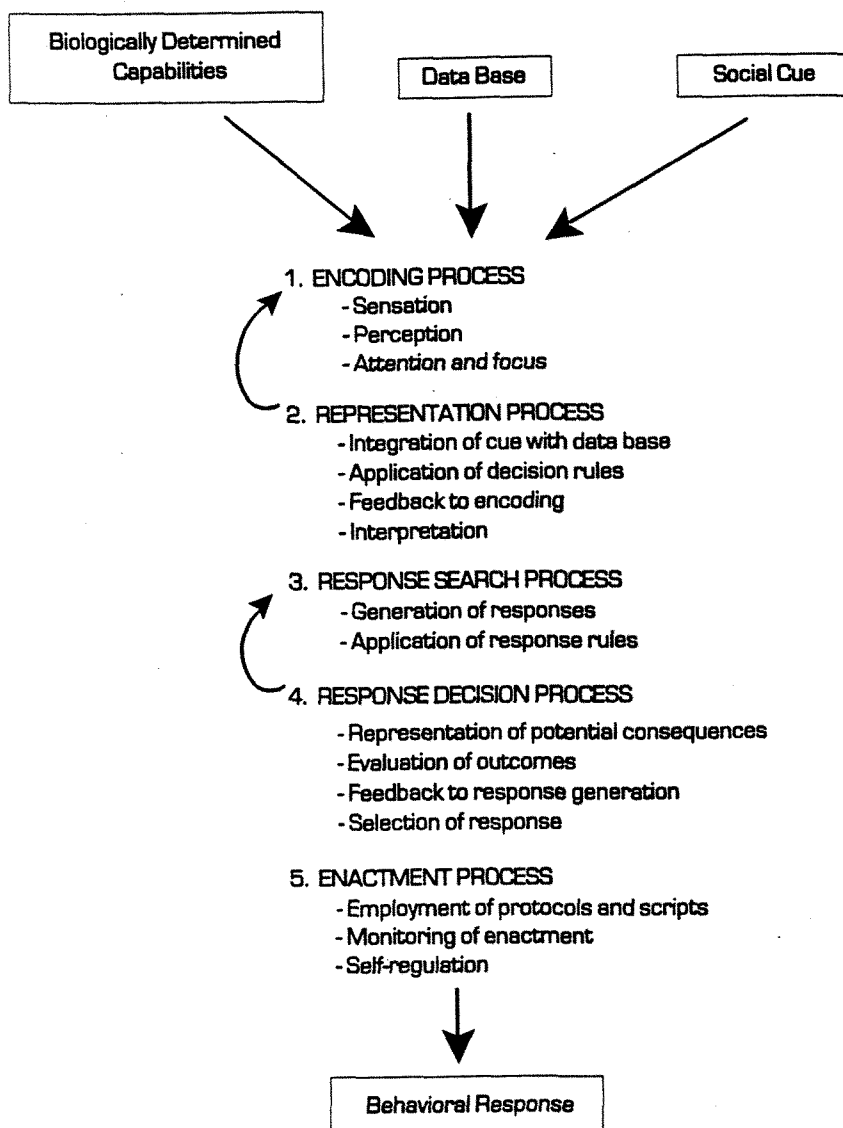 Biologically Determined
Capabilities
Data Base
Social Cue
1. ENCODING PROCESS
- Sensation
- Perception
- Attention and focus
2. REPRESENTATION PROCESS
- Integration of cue with data base
- Application of decision rules
- Feedback to encoding
- Interpretation
3. RESPONSE SEARCH PROCESS
- Generation of responses
- Application of response rules
4. RESPONSE DECISION PROCESS
- Representation of potential consequences
- Evaluation of outcomes
- Feedback to response generation
- Selection of response
5. ENACTMENT PROCESS
- Employment of protocols and scripts
- Monitoring of enactment
- Self-regulation
Behavioral Response